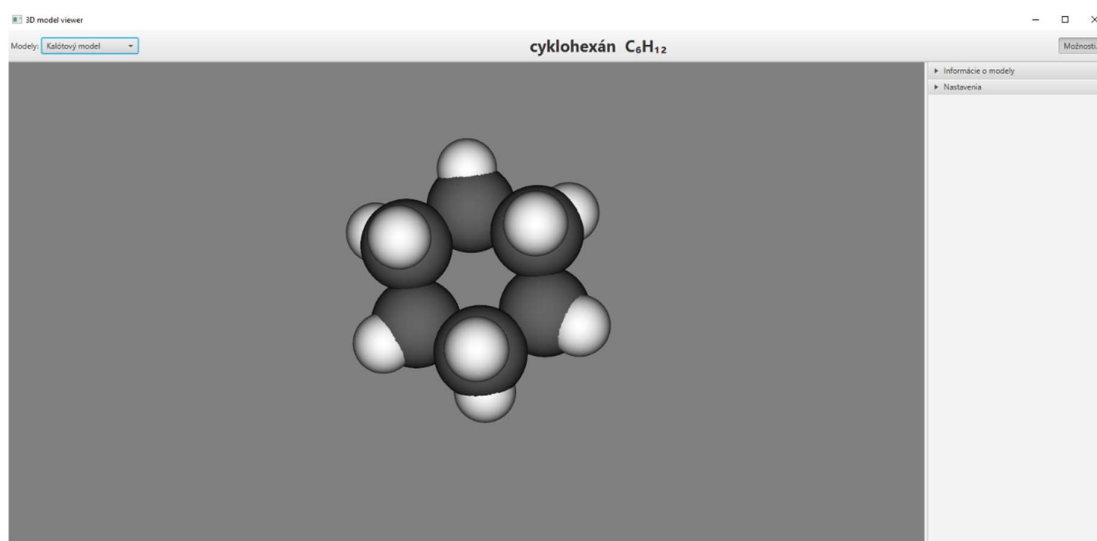 3D model viewer
Modely: Kalótový model
cyklohexán C₆H₁₂
Možnosti
Informácie o modely
Nastavenia